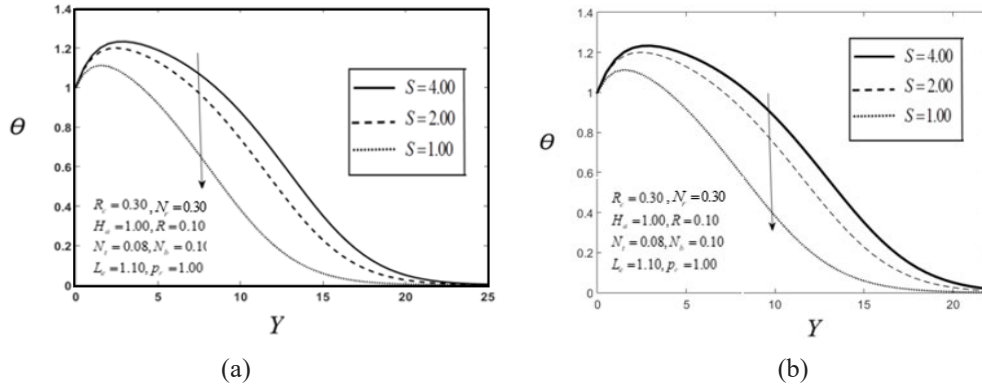 1.4
1.2
1
θ
0.8
0.6
0.4
0.2
0
0 5 10 15 20 25
Y
S=4.00
S=2.00
S=1.00
R_c=0.30, N_r=0.30
H_a=1.00, R=0.10
N_t=0.08, N_b=0.10
L_e=1.10, p_r=1.00
(a)
1.4
1.2
1
θ
0.8
0.6
0.4
0.2
0
0 5 10 15 20
Y
S=4.00
S=2.00
S=1.00
R_c=0.30, N_r=0.30
H_a=1.00, R=0.10
N_t=0.08, N_b=0.10
L_e=1.10, p_r=1.00
(b)